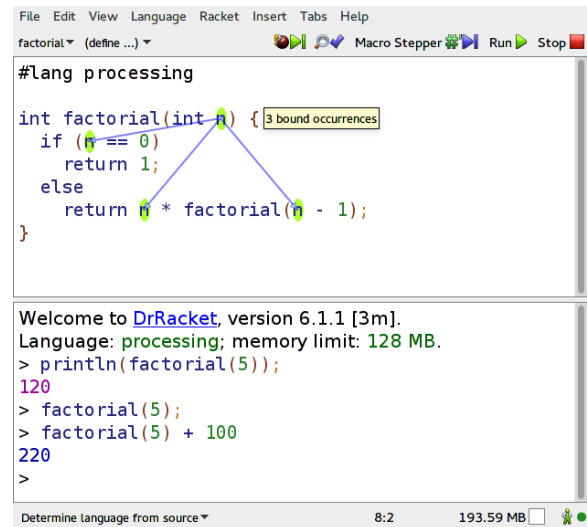 File Edit View Language Racket Insert Tabs Help
factorial (define ...) Macro Stepper Run Stop
#lang processing
int factorial(int n) { 3 bound occurrences
if (n == 0)
return 1;
else
return n * factorial(n - 1);
}
Welcome to DrRacket, version 6.1.1 [3m].
Language: processing; memory limit: 128 MB.
> println(factorial(5));
120
> factorial(5);
> factorial(5) + 100
220
>
Determine language from source 8:2 193.59 MB